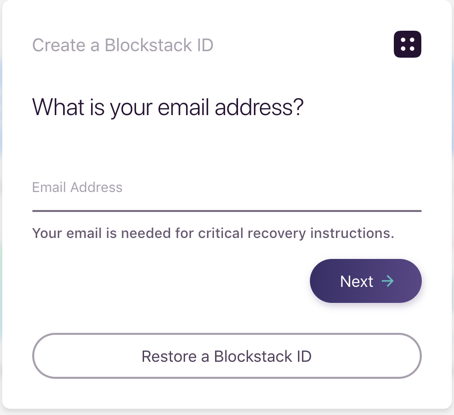 Create a Blockstack ID
What is your email address?
Email Address
Your email is needed for critical recovery instructions.
Next →
Restore a Blockstack ID